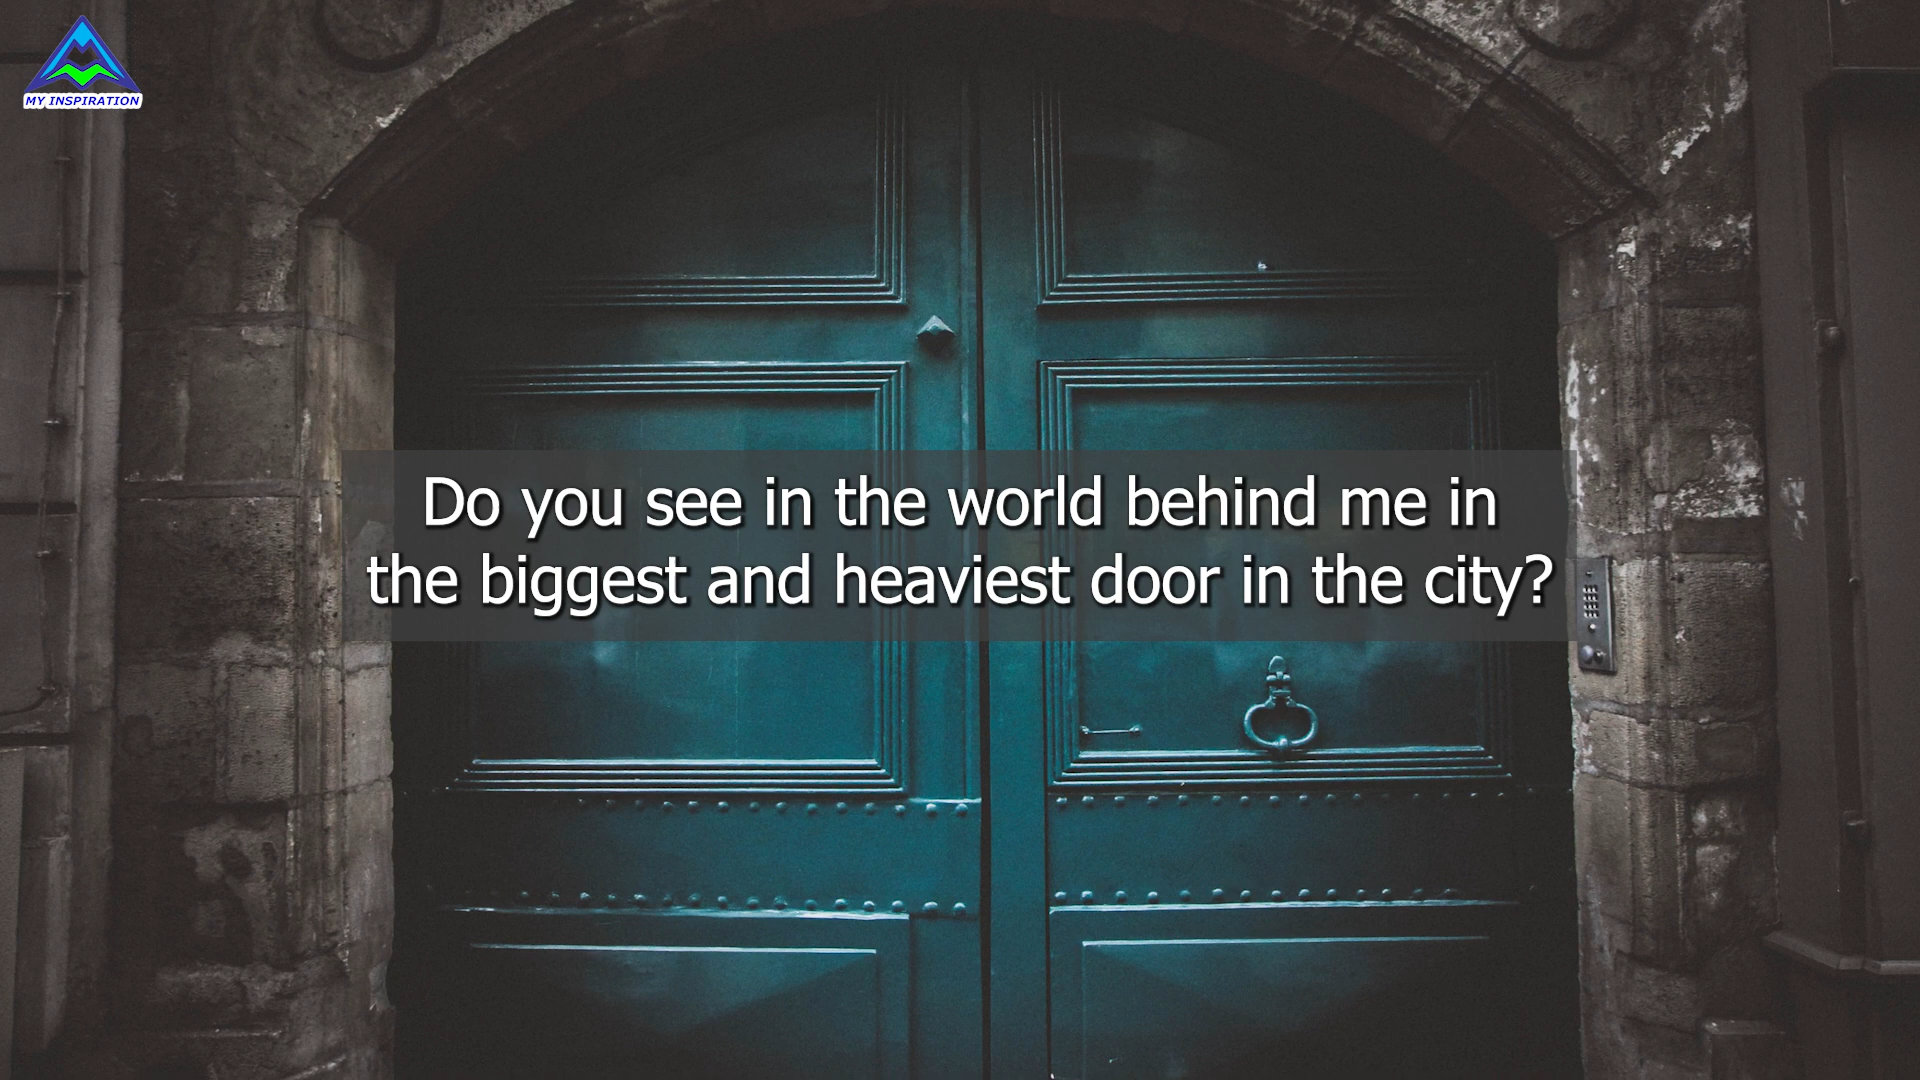 MY INSPIRATION
Do you see in the world behind me in
the biggest and heaviest door in the city?